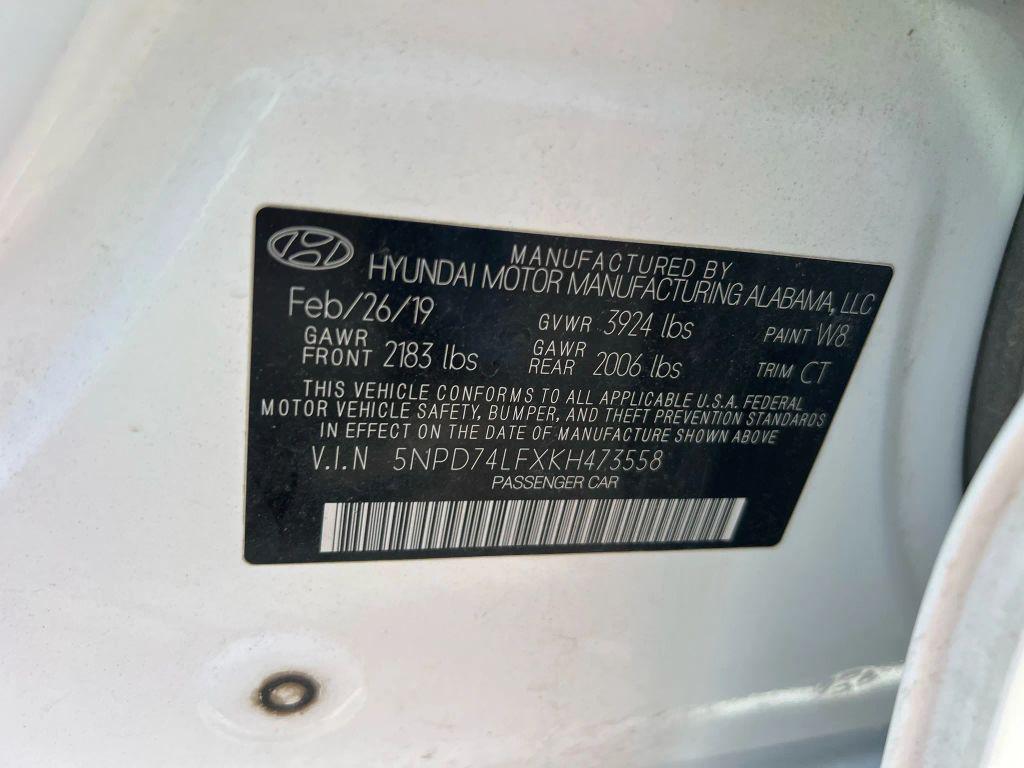 MANUFACTURED BY
HYUNDAI MOTOR MANUFACTURING ALABAMA, LLC
Feb/26/19 GVWR 3924 lbs PAINT W8
GAWR FRONT 2183 lbs GAWR REAR 2006 lbs TRIM CT
THIS VEHICLE CONFORMS TO ALL APPLICABLE U.S.A. FEDERAL
MOTOR VEHICLE SAFETY, BUMPER, AND THEFT PREVENTION STANDARDS
IN EFFECT ON THE DATE OF MANUFACTURE SHOWN ABOVE
V.I.N 5NPD74LFXKH473558
PASSENGER CAR